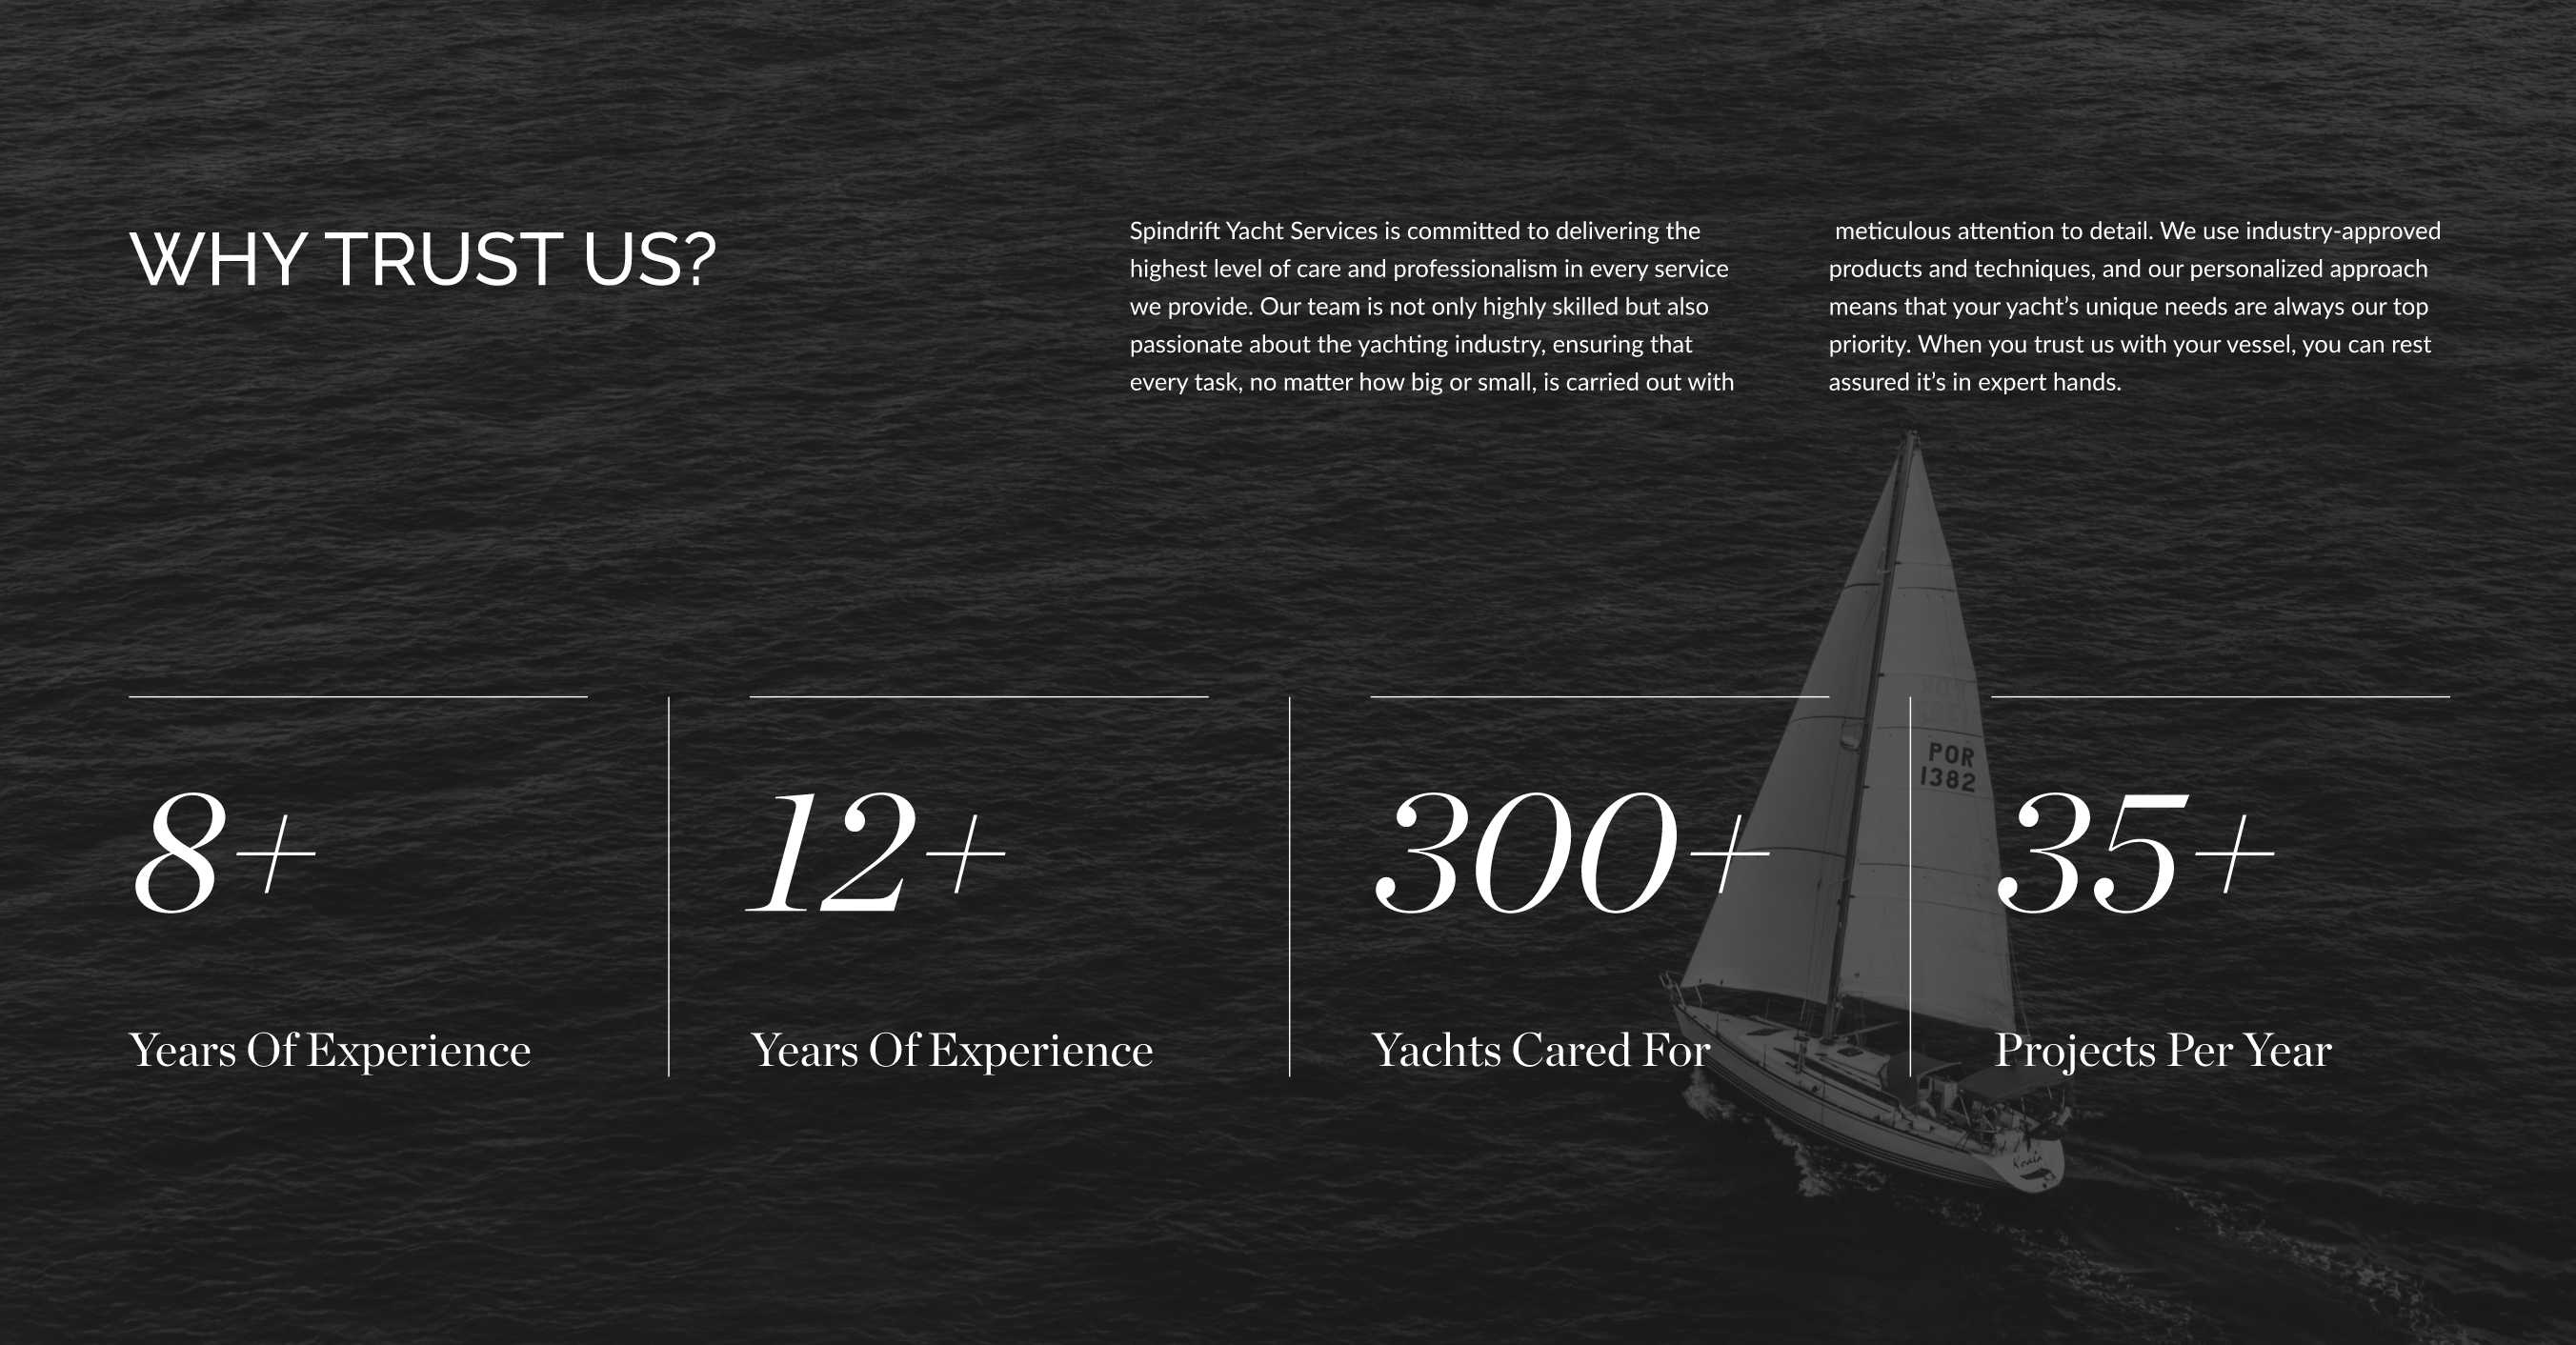 WHY TRUST US?
Spindrift Yacht Services is committed to delivering the
highest level of care and professionalism in every service
we provide. Our team is not only highly skilled but also
passionate about the yachting industry, ensuring that
every task, no matter how big or small, is carried out with
meticulous attention to detail. We use industry-approved
products and techniques, and our personalized approach
means that your yacht’s unique needs are always our top
priority. When you trust us with your vessel, you can rest
assured it’s in expert hands.
POR
1382
8+
Years Of Experience
12+
Years Of Experience
300+
Yachts Cared For
35+
Projects Per Year